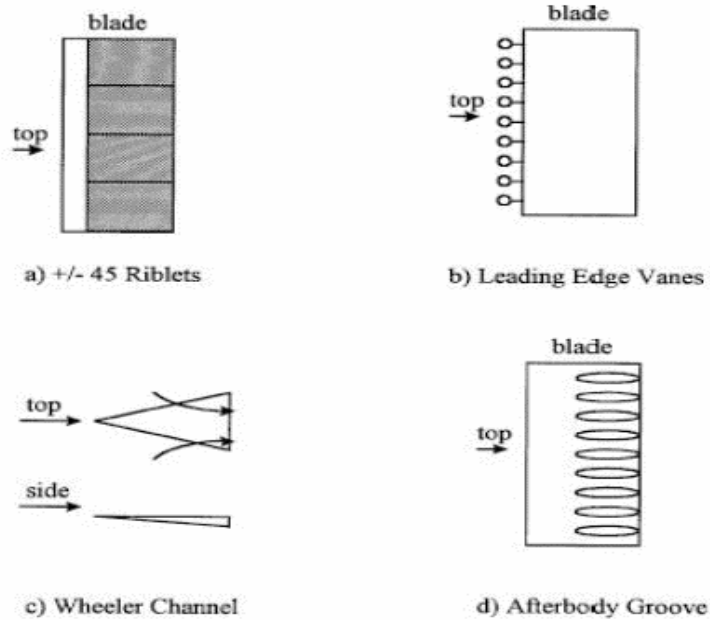 blade
top
a) +/- 45 Riblets
blade
top
b) Leading Edge Vanes
top
side
c) Wheeler Channel
blade
top
d) Afterbody Groove